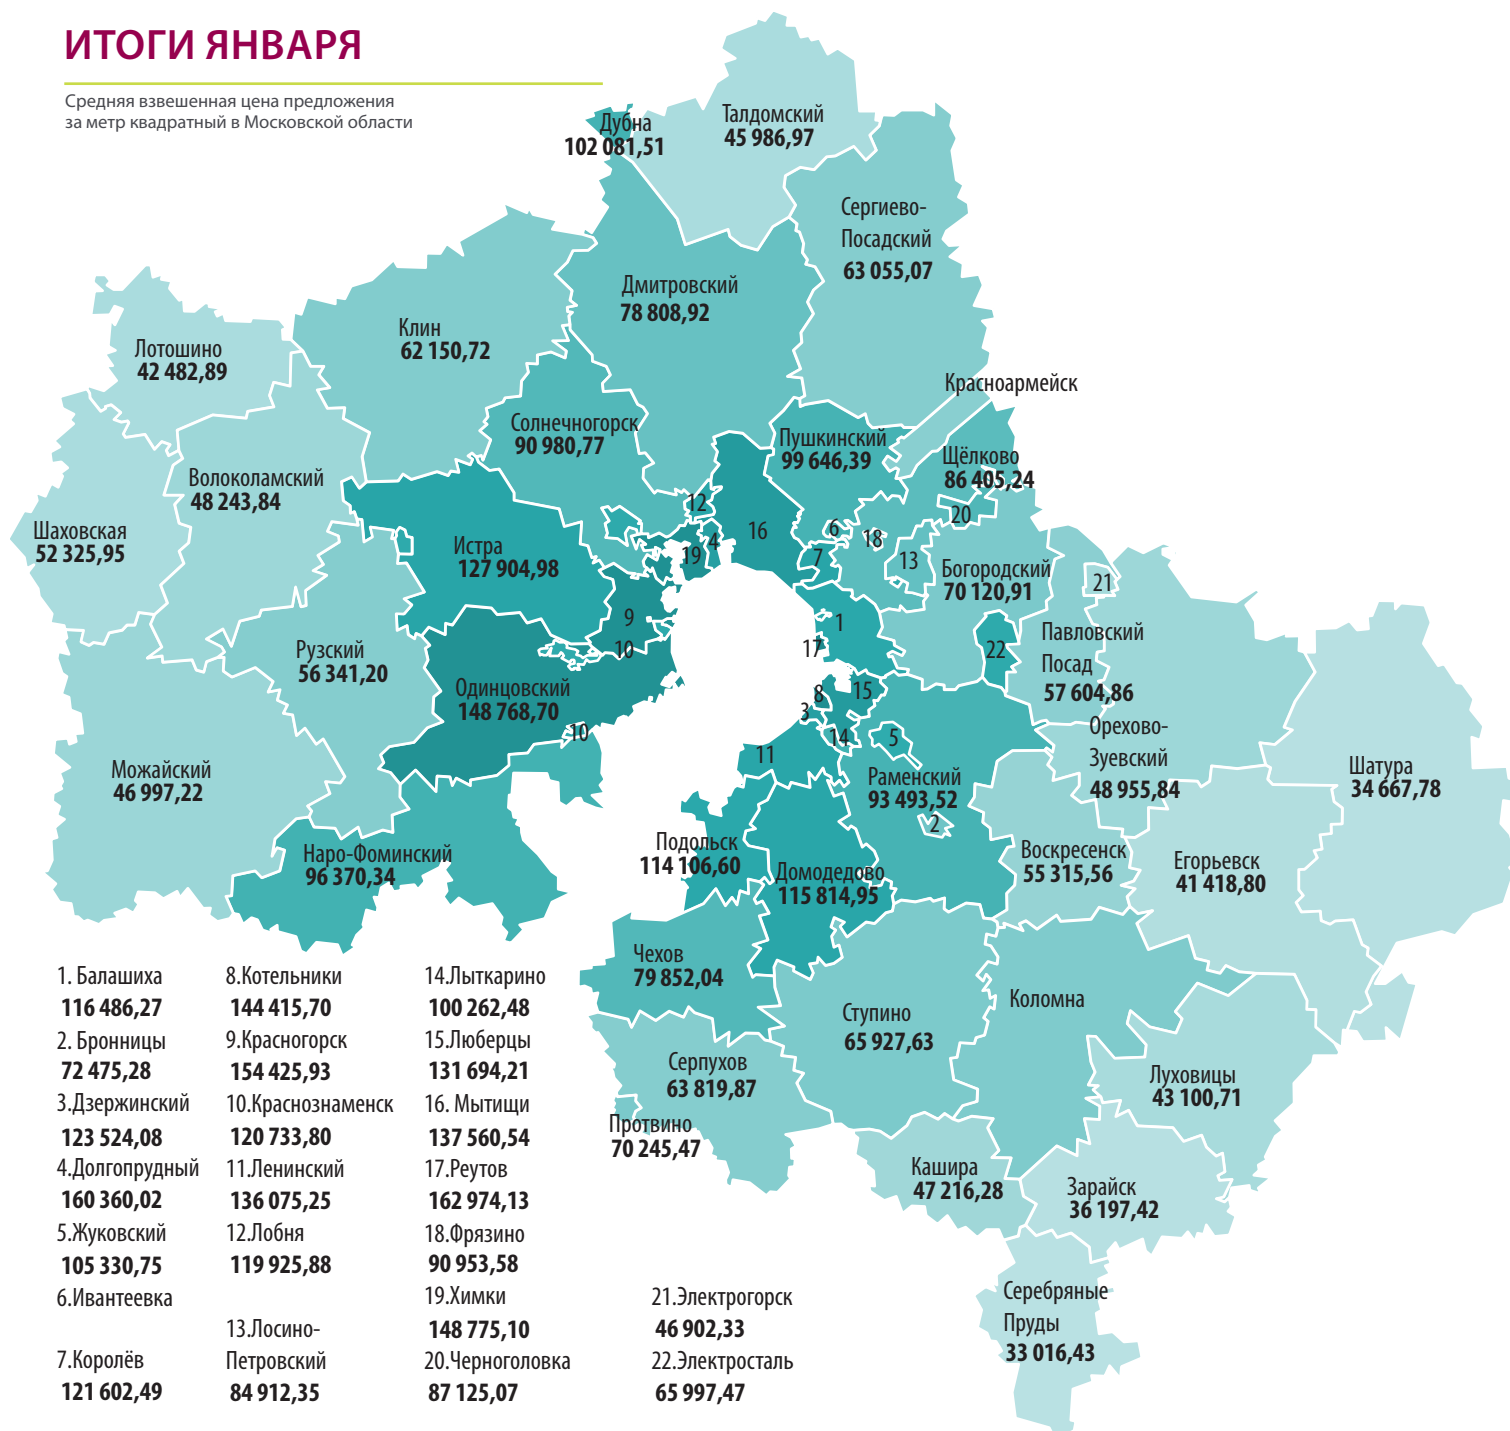 ИТОГИ ЯНВАРЯ
Средняя взвешенная цена предложения
за метр квадратный в Московской области
Дубна
102 081,51
Талдомский
45 986,97
Сергиево-
Посадский
63 055,07
Дмитровский
78 808,92
Клин
62 150,72
Лотошино
42 482,89
Красноармейск
Солнечногорск
90 980,77
Пушкинский
99 646,39
Щёлково
86 405,24
Волоколамский
48 243,84
Шаховская
52 325,95
Истра
127 904,98
12
16
19
4
6
18
20
7
13
Богородский
70 120,91
21
9
1
10
17
22
Павловский
Посад
57 604,86
Рузский
56 341,20
Одинцовский
148 768,70
8
15
3
10
14
5
11
Орехово-
Зуевский
48 955,84
Можайский
46 997,22
Раменский
93 493,52
2
Шатура
34 667,78
Наро-Фоминский
96 370,34
Подольск
114 106,60
Домодедово
115 814,95
Воскресенск
55 315,56
Егорьевск
41 418,80
Чехов
79 852,04
Ступино
65 927,63
Коломна
Серпухов
63 819,87
Луховицы
43 100,71
Протвино
70 245,47
Кашира
47 216,28
Зарайск
36 197,42
Серебряные
Пруды
33 016,43
1. Балашиха
116 486,27
2. Бронницы
72 475,28
3.Дзержинский
123 524,08
4.Долгопрудный
160 360,02
5.Жуковский
105 330,75
6.Ивантеевка
7.Королёв
121 602,49
8.Котельники
144 415,70
9.Красногорск
154 425,93
10.Краснознаменск
120 733,80
11.Ленинский
136 075,25
12.Лобня
119 925,88
13.Лосино-
Петровский
84 912,35
14.Лыткарино
100 262,48
15.Люберцы
131 694,21
16. Мытищи
137 560,54
17.Реутов
162 974,13
18.Фрязино
90 953,58
19.Химки
148 775,10
20.Черноголовка
87 125,07
21.Электрогорск
46 902,33
22.Электросталь
65 997,47